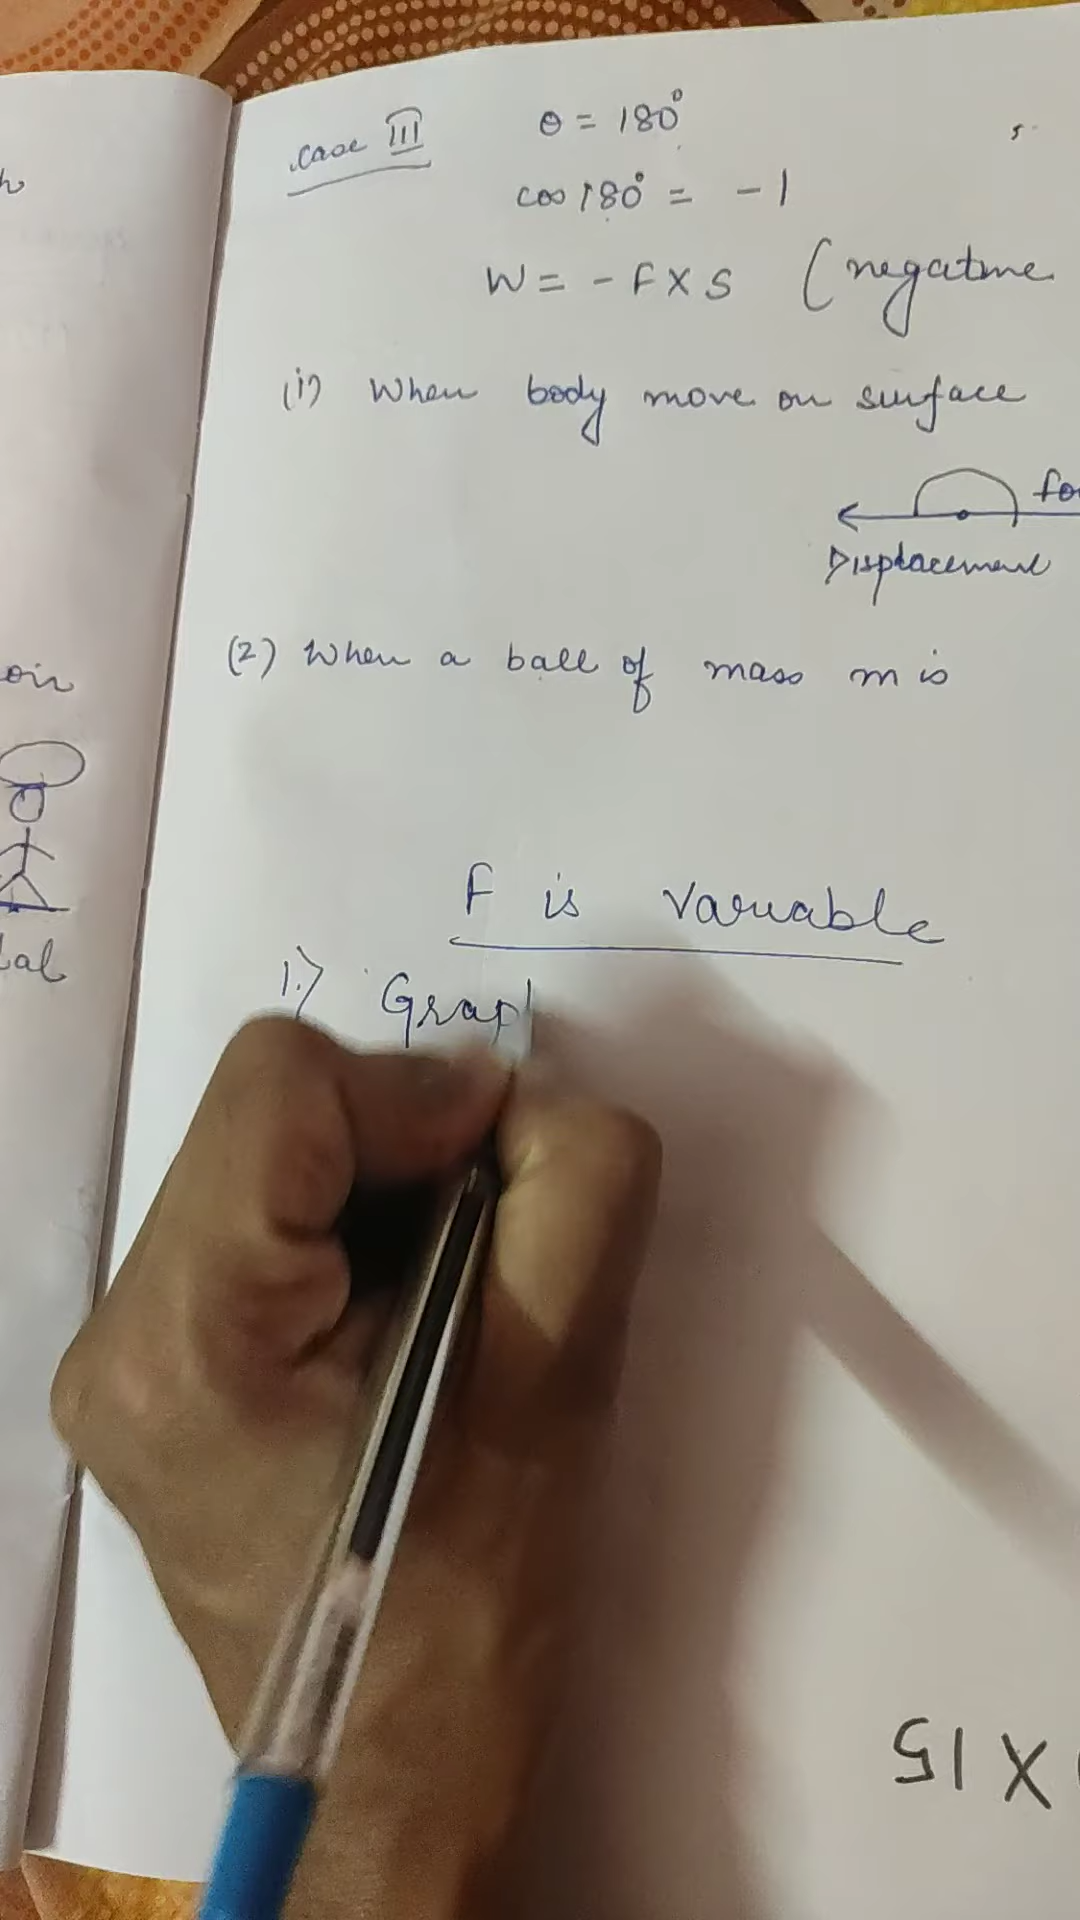 Case III
θ = 180°
cos 180° = -1
W = - F X S (negative
(i) When body move on surface
Displacement
(2) When a ball of mass m is
F is Variable
1.) Graph
X 15